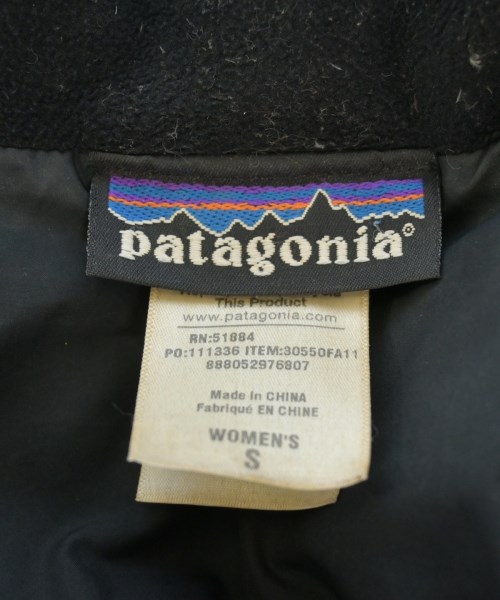 patagonia®
This Product
www.patagonia.com
RN:51884
PO:111336 ITEM:30550FA11
888052976807
Made in CHINA
Fabriqué EN CHINE
WOMEN'S
S